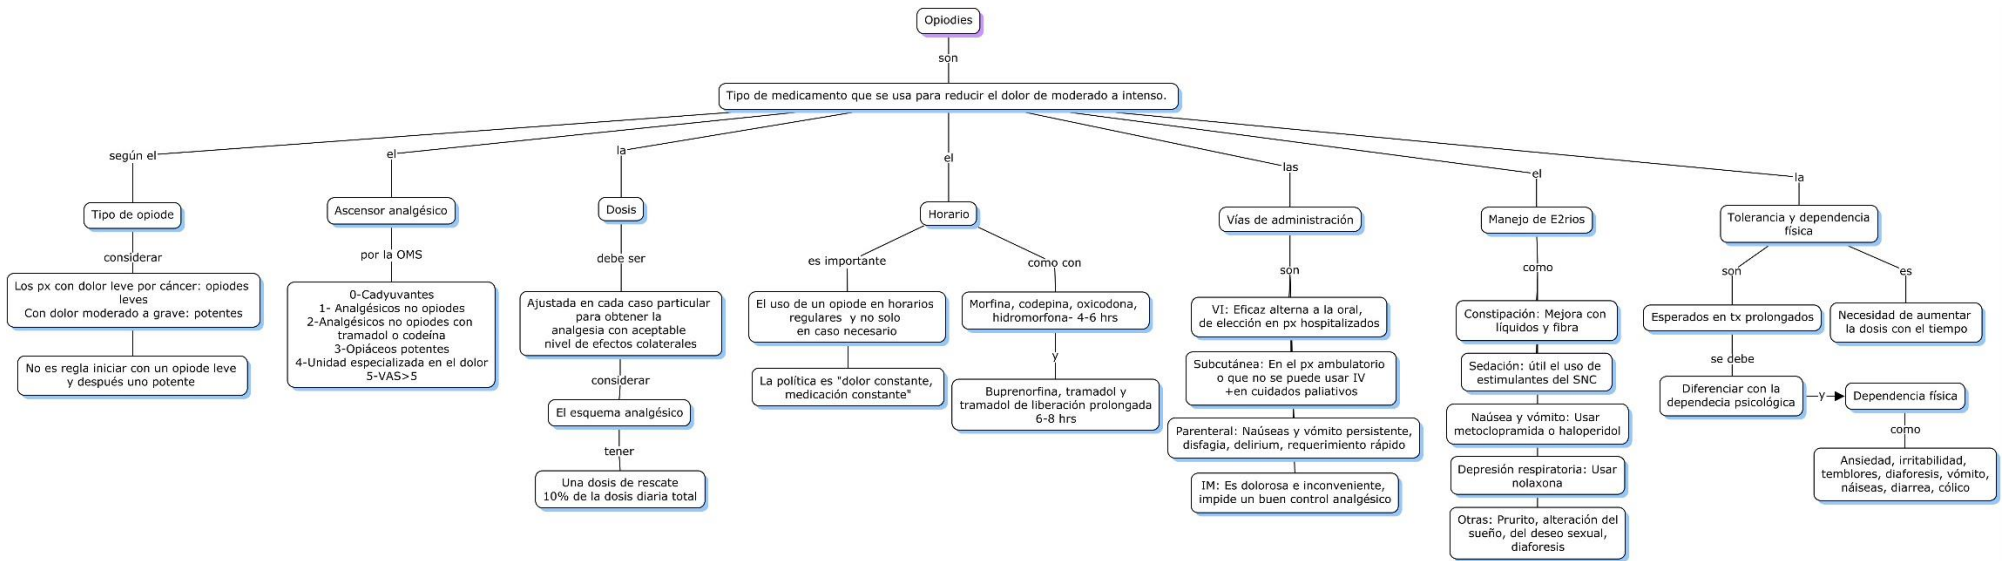 Opiodies
son
Tipo de medicamento que se usa para reducir el dolor de moderado a intenso.
según el
Tipo de opiode
considerar
Los px con dolor leve por cáncer: opiodes
leves
Con dolor moderado a grave: potentes
No es regla iniciar con un opiode leve
y después uno potente
el
Ascensor analgésico
por la OMS
0-Cadyuvantes
1- Analgésicos no opiodes
2-Analgésicos no opiodes con
tramadol o codeína
3-Opiáceos potentes
4-Unidad especializada en el dolor
5-VAS>5
la
Dosis
debe ser
Ajustada en cada caso particular
para obtener la
analgesia con aceptable
nivel de efectos colaterales
considerar
El esquema analgésico
tener
Una dosis de rescate
10% de la dosis diaria total
el
Horario
es importante
El uso de un opiode en horarios
regulares y no solo
en caso necesario
La política es "dolor constante,
medicación constante"
como con
Morfina, codepina, oxicodona,
hidromorfona- 4-6 hrs
y
Buprenorfina, tramadol y
tramadol de liberación prolongada
6-8 hrs
las
Vías de administración
son
VI: Eficaz alterna a la oral,
de elección en px hospitalizados
Subcutánea: En el px ambulatorio
o que no se puede usar IV
+en cuidados paliativos
Parenteral: Naúseas y vómito persistente,
disfagia, delirium, requerimiento rápido
IM: Es dolorosa e inconveniente,
impide un buen control analgésico
el
Manejo de E2rios
como
Constipación: Mejora con
líquidos y fibra
Sedación: útil el uso de
estimulantes del SNC
Naúsea y vómito: Usar
metoclopramida o haloperidol
Depresión respiratoria: Usar
nolaxona
Otras: Prurito, alteración del
sueño, del deseo sexual,
diaforesis
la
Tolerancia y dependencia
física
son
Esperados en tx prolongados
se debe
Diferenciar con la
dependecia psicológica
y
Dependencia física
como
Ansiedad, irritabilidad,
temblores, diaforesis, vómito,
náiseas, diarrea, cólico
es
Necesidad de aumentar
la dosis con el tiempo